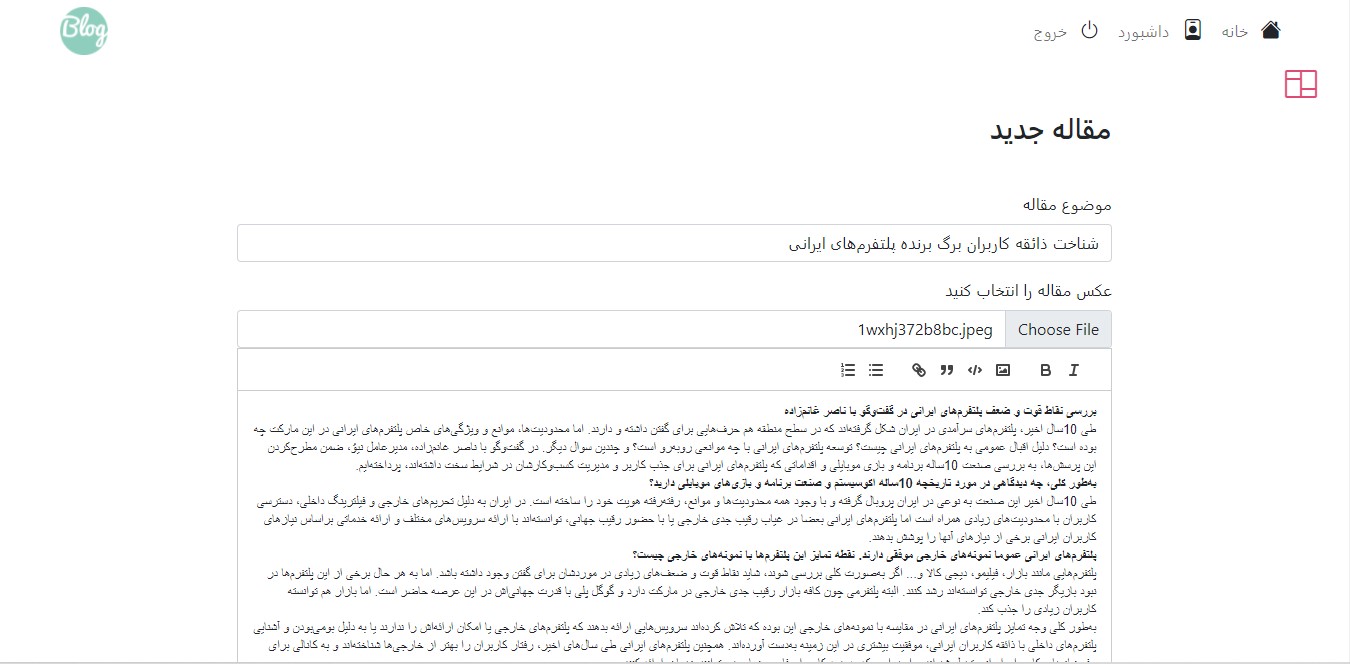 خانه
داشبورد
خروج
Blog
مقاله جدید
موضوع مقاله
شناخت ذائقه کاربران برگ برنده پلتفرم‌های ایرانی
عکس مقاله را انتخاب کنید
Choose File 1wxhj372b8bc.jpeg
بررسی نقاط قوت و ضعف پلتفرم‌های ایرانی در گفت‌وگو با ناصر غانم‌زاده
طی 10سال اخیر، پلتفرم‌های سرآمدی در ایران شکل گرفته‌اند که در سطح منطقه هم حرف‌هایی برای گفتن داشته و دارند. اما محدودیت‌ها، موانع و ویژگی‌های خاص پلتفرم‌های ایرانی در این مارکت چه
بوده است؟ دلیل اقبال عمومی به پلتفرم‌های ایرانی چیست؟ توسعه پلتفرم‌های ایرانی با چه موانعی روبه‌رو است؟ و چندین سوال دیگر. در گفت‌وگو با ناصر غانم‌زاده، مدیرعامل نیؤ، ضمن مطرح‌کردن
این پرسش‌ها، به بررسی صنعت 10ساله برنامه و بازی موبایلی و اقداماتی که پلتفرم‌های ایرانی برای جذب کاربر و مدیریت کسب‌وکارشان در شرایط سخت داشته‌اند، پرداخته‌ایم.
به‌طور کلی، چه دیدگاهی در مورد تاریخچه 10ساله اکوسیستم و صنعت برنامه و بازی‌های موبایلی دارید؟
طی 10سال اخیر این صنعت به نوعی در ایران پروبال گرفته و با وجود همه محدودیت‌ها و موانع، رفته‌رفته هویت خود را ساخته است. در ایران به دلیل تحریم‌های خارجی و فیلترینگ داخلی، دسترسی
کاربران با محدودیت‌های زیادی همراه است اما پلتفرم‌های ایرانی بعضا در غیاب رقیب جدی خارجی یا با حضور رقیب جهانی، توانسته‌اند با ارائه سرویس‌های مختلف و ارائه خدماتی براساس نیازهای
کاربران ایرانی برخی از نیازهای آنها را پوشش بدهند.
پلتفرم‌های ایرانی عموما نمونه‌های خارجی موفقی دارند. نقطه تمایز این پلتفرم‌ها با نمونه‌های خارجی چیست؟
پلتفرم‌هایی مانند بازار، فیلیمو، دیجی کالا و... اگر به‌صورت کلی بررسی شوند، شاید نقاط قوت و ضعف‌های زیادی در موردشان برای گفتن وجود داشته باشد. اما به هر حال برخی از این پلتفرم‌ها در
نبود بازیگر جدی خارجی توانسته‌اند رشد کنند. البته پلتفرمی چون کافه بازار رقیب جدی خارجی در مارکت دارد و گوگل پلی با قدرت جهانی‌اش در این عرصه حاضر است. اما بازار هم توانسته
کاربران زیادی را جذب کند.
به‌طور کلی وجه تمایز پلتفرم‌های ایرانی در مقایسه با نمونه‌های خارجی این بوده که تلاش کرده‌اند سرویس‌هایی ارائه بدهند که پلتفرم‌های خارجی یا امکان ارائه‌اش را ندارند یا به دلیل بومی‌بودن و آشنایی
پلتفرم‌های داخلی با ذائقه کاربران ایرانی، موفقیت بیشتری در این زمینه به‌دست آورده‌اند. همچنین پلتفرم‌های ایرانی طی سال‌های اخیر، رفتار کاربران را بهتر از خارجی‌ها شناخته‌اند و به کانالی برای